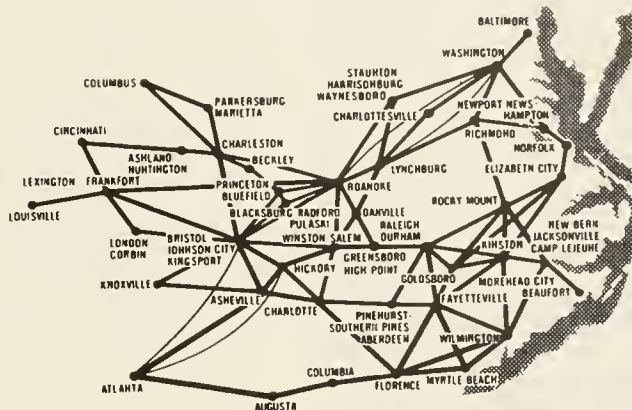 BALTIMORE
WASHINGTON
COLUMBUS
STAUNTON
HARRISONBURG
WAYNESBORO
PARKERSBURG
MARIETTA
NEWPORT NEWS
HAMPTON
CHARLOTTESVILLE
RICHMOND
CINCINNATI
CHARLESTON
NORFOLK
ASHLAND
HUNTINGTON
BECKLEY
LYNCHBURG
ELIZABETH CITY
LEXINGTON
FRANKFORT
PRINCETON
BLUEFIELD
ROANOKE
ROCKY MOUNT
LOUISVILLE
BLACKSBURG RADFORD
PULASKI
DANVILLE
RALEIGH
DURHAM
NEW BERN
JACKSONVILLE
CAMP LEJEUNE
LONDON
CORBIN
BRISTOL
JOHNSON CITY
KINGSPORT
WINSTON SALEM
KINSTON
HICKORY
GREENSBORO
HIGH POINT
GOLDSBORO
MOREHEAD CITY
BEAUFORT
KNOXVILLE
ASHEVILLE
CHARLOTTE
PINEHURST-
SOUTHERN PINES
ABERDEEN
FAYETTEVILLE
WILMINGTON
ATLANTA
COLUMBIA
FLORENCE
MYRTLE BEACH
AUGUSTA